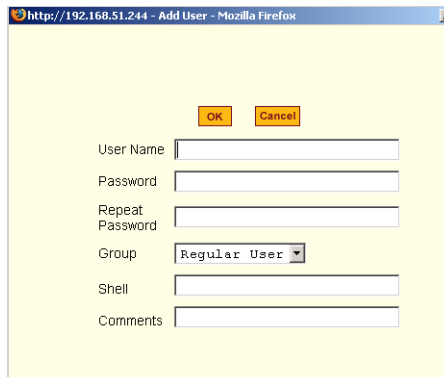 http://192.168.51.244 - Add User - Mozilla Firefox
OK Cancel
User Name
Password
Repeat
Password
Group Regular User
Shell
Comments